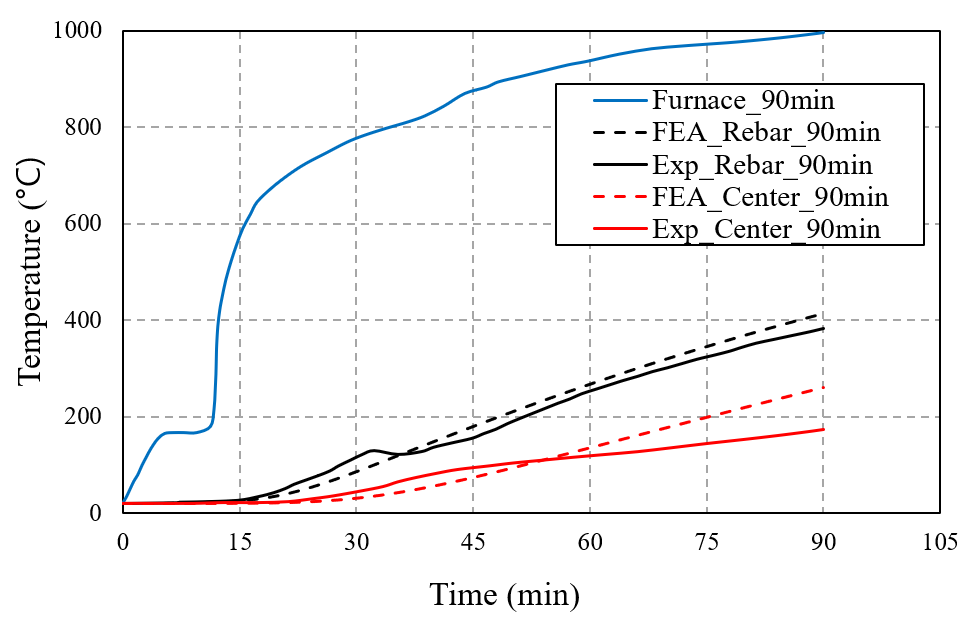 1000
800
600
400
200
0
Temperature (°C)
Furnace_90min
FEA_Rebar_90min
Exp_Rebar_90min
FEA_Center_90min
Exp_Center_90min
0 15 30 45 60 75 90 105
Time (min)